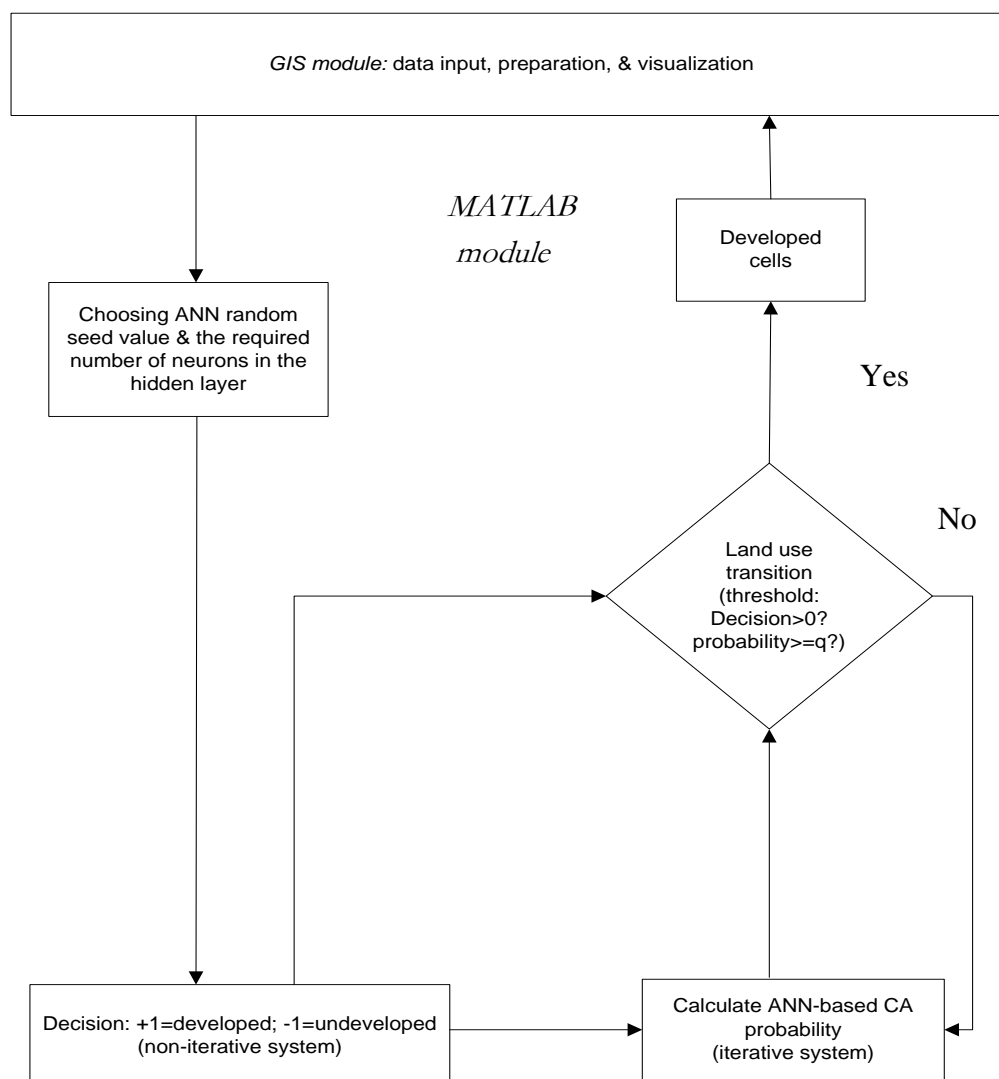 GIS module: data input, preparation, & visualization
MATLAB
module
Developed
cells
Choosing ANN random
seed value & the required
number of neurons in the
hidden layer
Yes
No
Land use
transition
(threshold:
Decision>0?
probability>=q?)
Decision: +1=developed; -1=undeveloped
(non-iterative system)
Calculate ANN-based CA
probability
(iterative system)